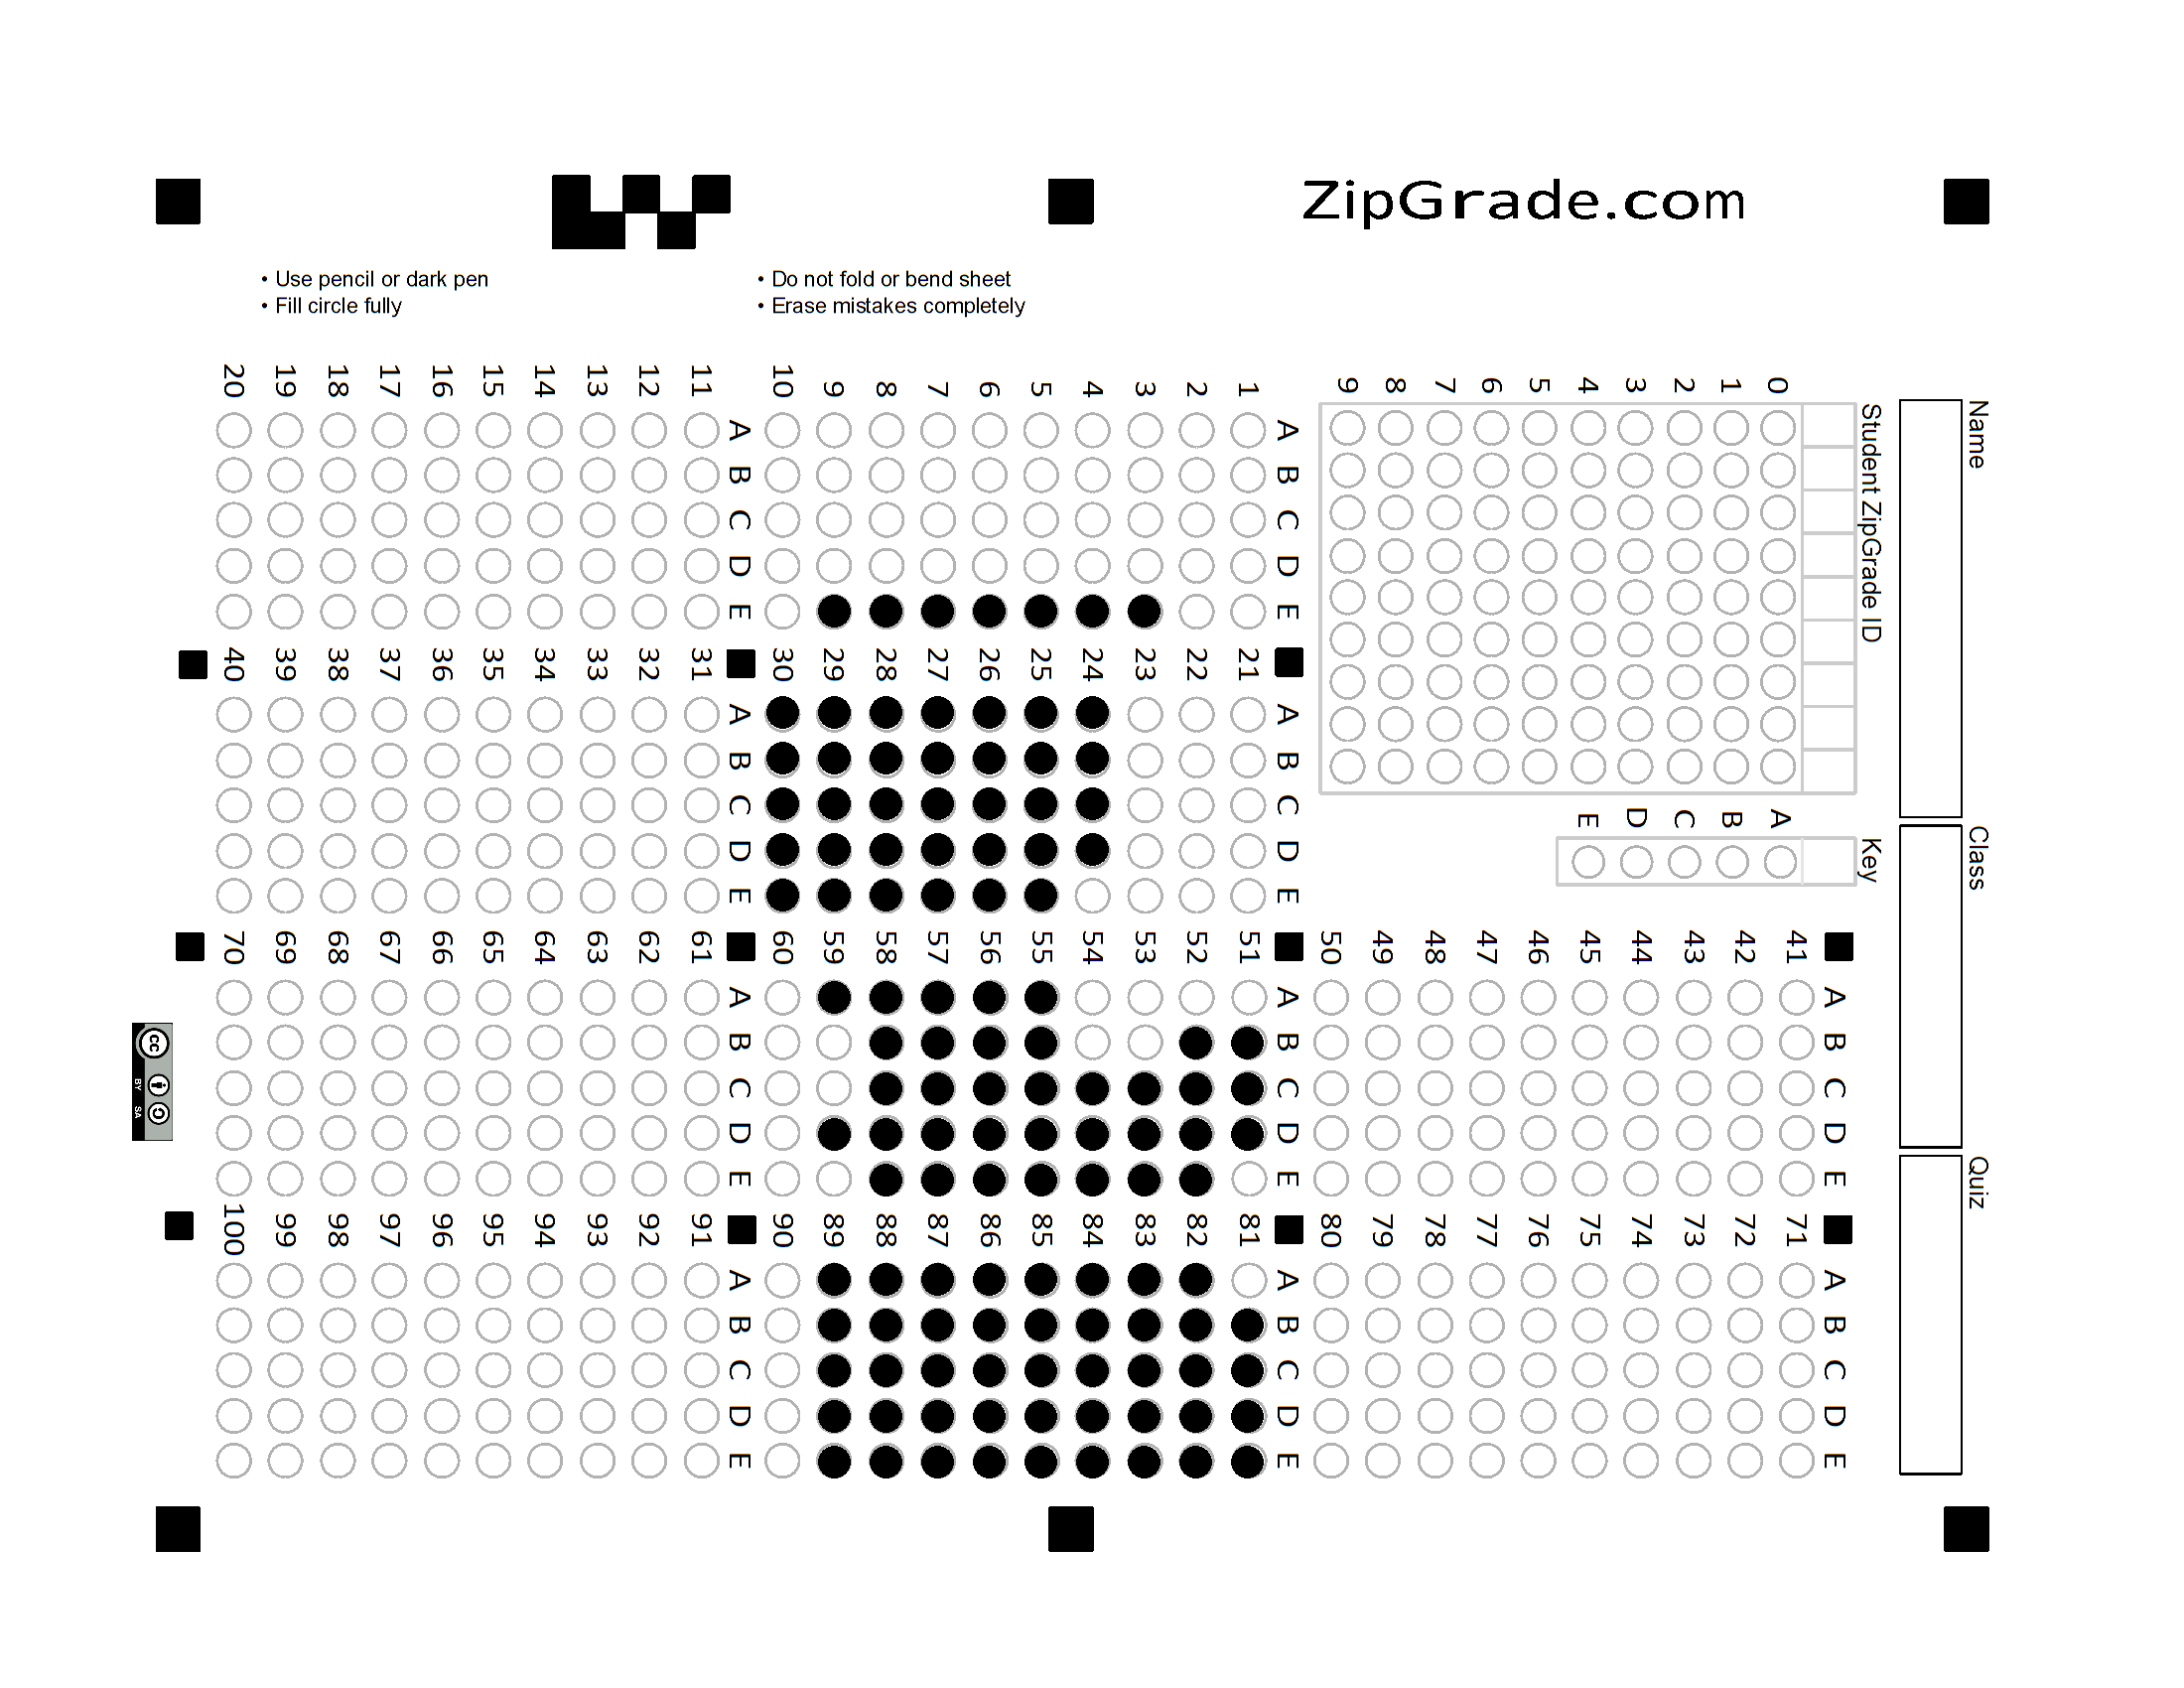 ZipGrade.com
• Use pencil or dark pen
• Fill circle fully
• Do not fold or bend sheet
• Erase mistakes completely
Name
Class
Quiz
Student ZipGrade ID
0 1 2 3 4 5 6 7 8 9
Key
A B C D E
1 2 3 4 5 6 7 8 9 10
A B C D E
11 12 13 14 15 16 17 18 19 20
A B C D E
21 22 23 24 25 26 27 28 29 30
A B C D E
31 32 33 34 35 36 37 38 39 40
A B C D E
41 42 43 44 45 46 47 48 49 50
A B C D E
51 52 53 54 55 56 57 58 59 60
A B C D E
61 62 63 64 65 66 67 68 69 70
A B C D E
71 72 73 74 75 76 77 78 79 80
A B C D E
81 82 83 84 85 86 87 88 89 90
A B C D E
91 92 93 94 95 96 97 98 99 100
A B C D E
cc
BY SA